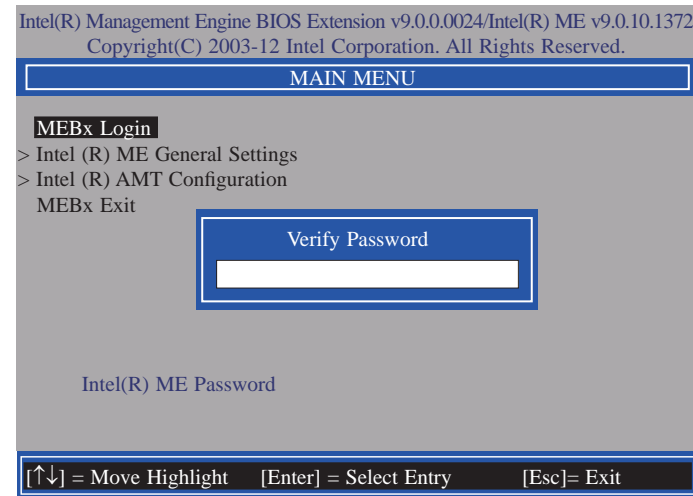 Intel(R) Management Engine BIOS Extension v9.0.0.0024/Intel(R) ME v9.0.10.1372
Copyright(C) 2003-12 Intel Corporation. All Rights Reserved.
MAIN MENU
MEBx Login
> Intel (R) ME General Settings
> Intel (R) AMT Configuration
MEBx Exit
Verify Password
Intel(R) ME Password
[↑↓] = Move Highlight [Enter] = Select Entry [Esc]= Exit